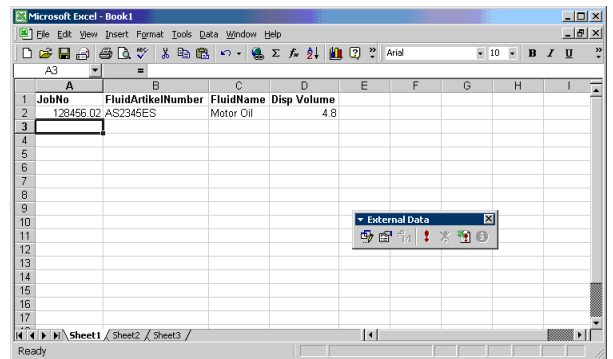 Microsoft Excel - Book1
File Edit View Insert Format Tools Data Window Help
Arial 10 B I U
A3 =
A B C D E F G H I
1 JobNo FluidArtikelNumber FluidName Disp Volume
2 128456.02 AS2345ES Motor Oil 4.8
3
4
5
6
7
8
9
10
External Data
11
12
13
14
15
16
17
Sheet1 Sheet2 Sheet3
Ready